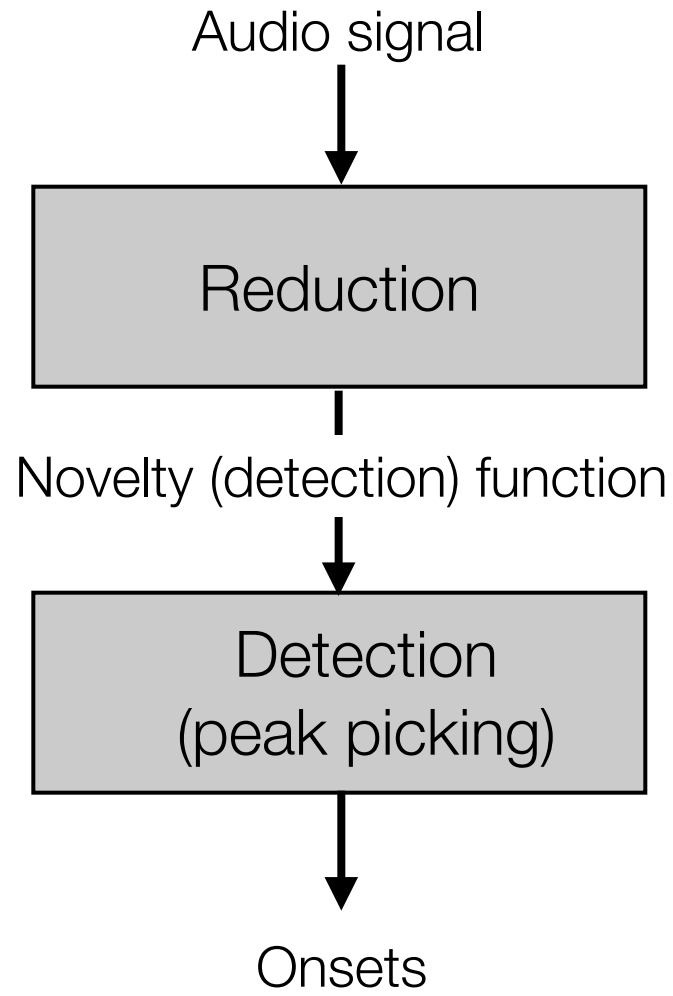 Audio signal
Reduction
Novelty (detection) function
Detection
(peak picking)
Onsets